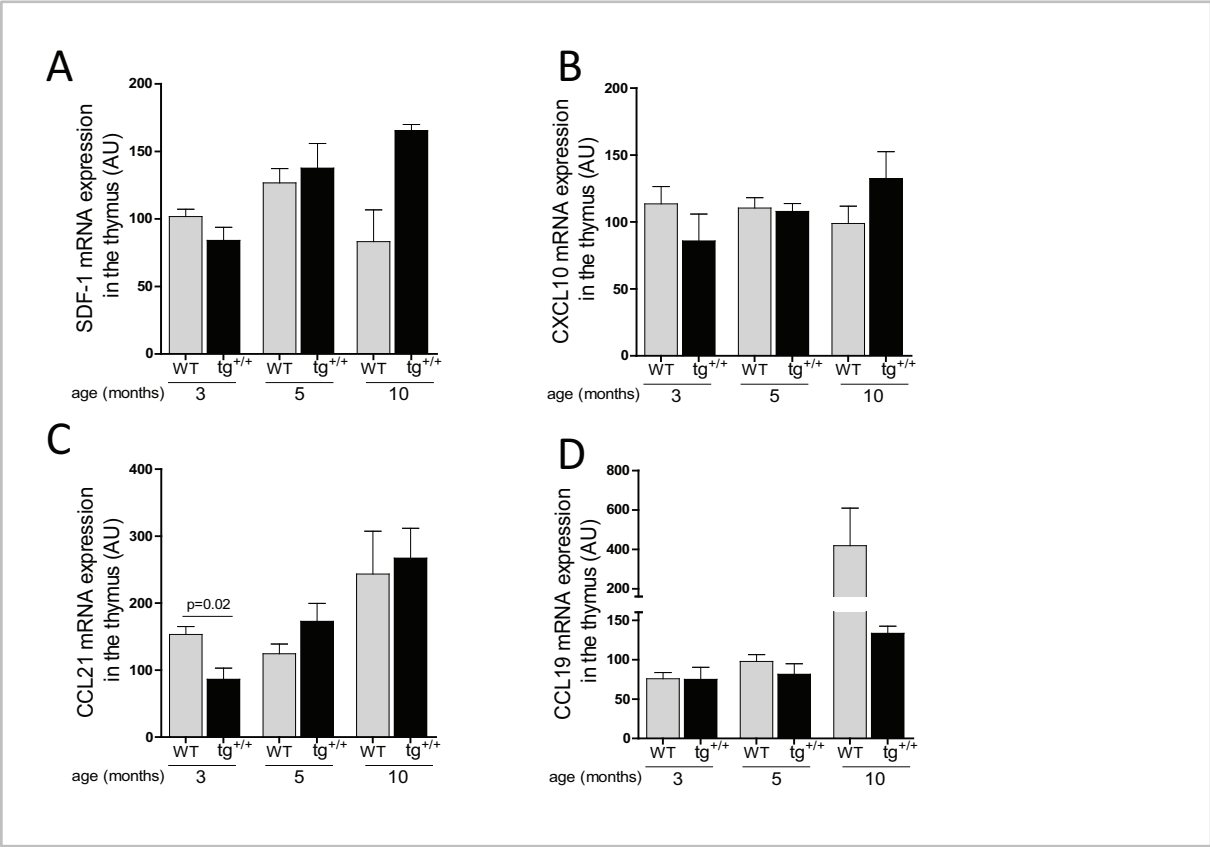 A
SDF-1 mRNA expression
in the thymus (AU)
200
150
100
50
0
WT tg+/+ WT tg+/+ WT tg+/+
age (months) 3 5 10
B
CXCL10 mRNA expression
in the thymus (AU)
200
150
100
50
0
WT tg+/+ WT tg+/+ WT tg+/+
age (months) 3 5 10
C
CCL21 mRNA expression
in the thymus (AU)
400
300
200
100
0
p=0.02
WT tg+/+ WT tg+/+ WT tg+/+
age (months) 3 5 10
D
CCL19 mRNA expression
in the thymus (AU)
800
600
400
200
150
100
50
0
WT tg+/+ WT tg+/+ WT tg+/+
age (months) 3 5 10